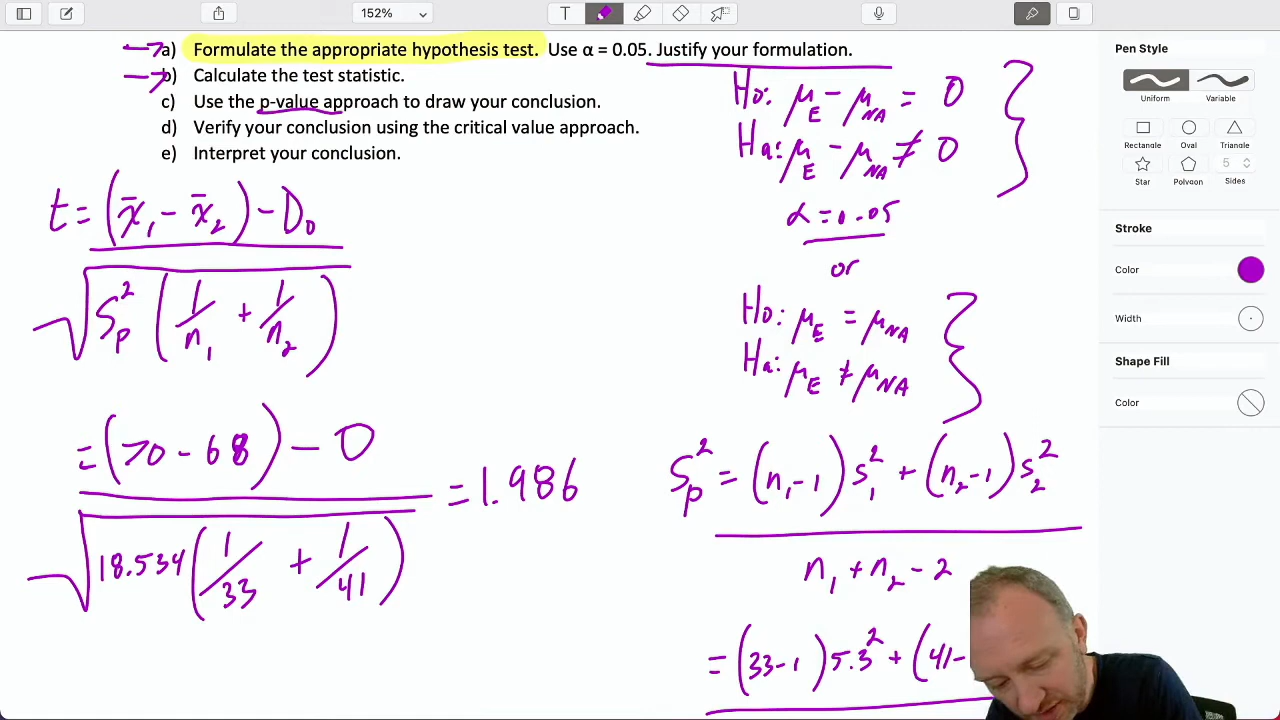 152%
T
a) Formulate the appropriate hypothesis test. Use α = 0.05. Justify your formulation.
b) Calculate the test statistic.
c) Use the p-value approach to draw your conclusion.
d) Verify your conclusion using the critical value approach.
e) Interpret your conclusion.
t = (x̄₁ - x̄₂) - D₀
√ Sp² (1/n₁ + 1/n₂)
= (70 - 68) - 0
√ 18.534 (1/33 + 1/41)
= 1.986
Ho: μE - μNA = 0
Ha: μE - μNA ≠ 0
α = 0.05
or
Ho: μE = μNA
Ha: μE ≠ μNA
Sp² = (n₁-1) s₁² + (n₂-1) s₂²
n₁ + n₂ - 2
= (33-1) 5.3² + (41-
Pen Style
Uniform
Variable
Rectangle
Oval
Triangle
Star
Polygon
5
Sides
Stroke
Color
Width
Shape Fill
Color